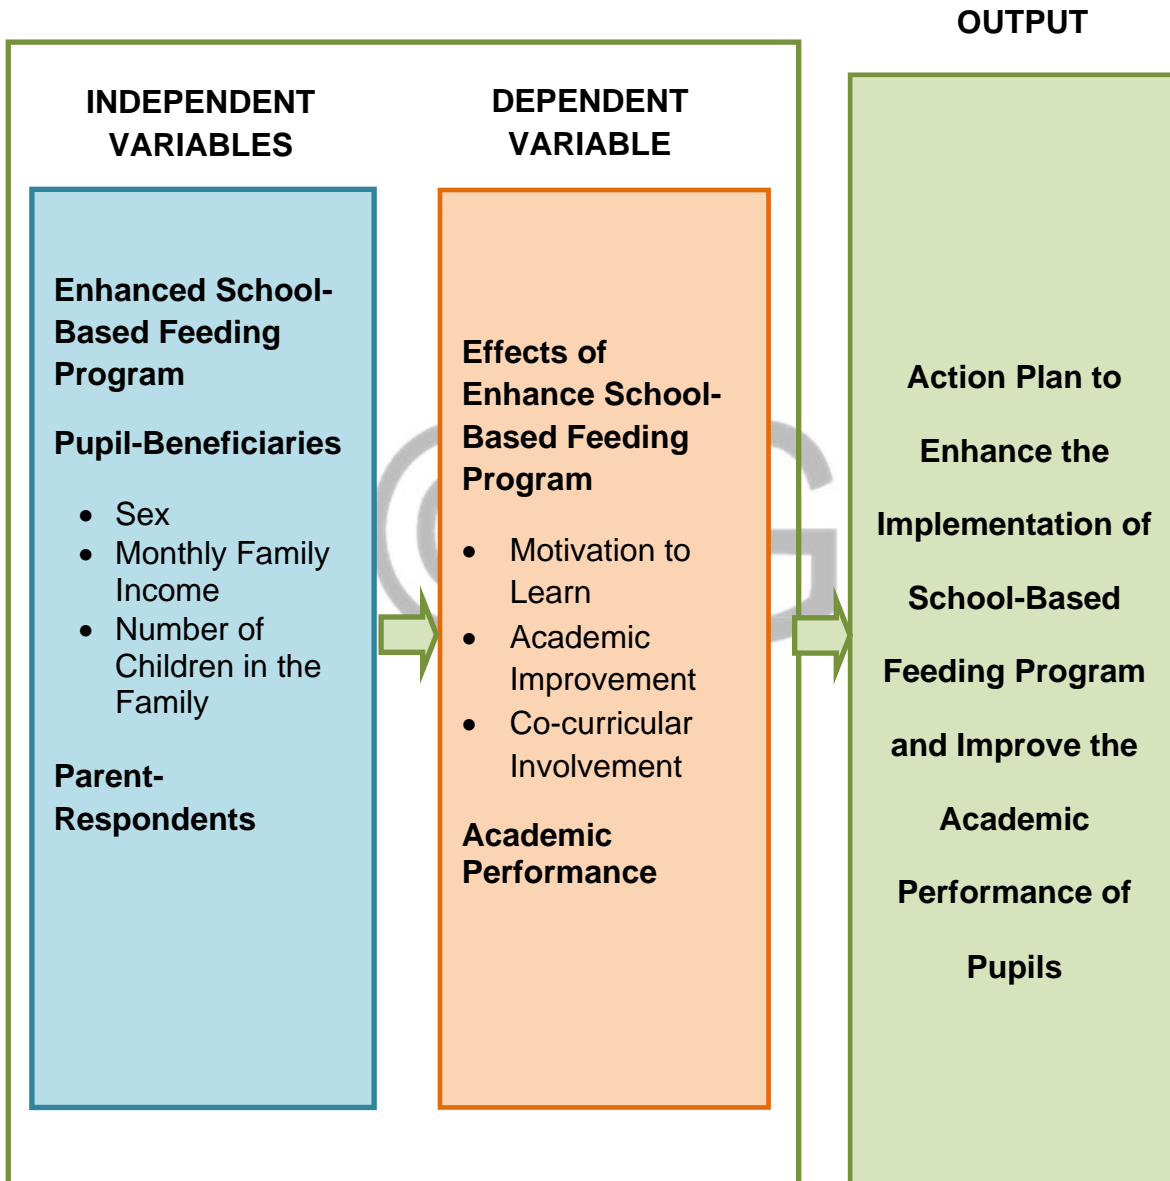 OUTPUT
INDEPENDENT
VARIABLES
DEPENDENT
VARIABLE
Enhanced School-
Based Feeding
Program
Pupil-Beneficiaries
• Sex
• Monthly Family
Income
• Number of
Children in the
Family
Parent-
Respondents
Effects of
Enhance School-
Based Feeding
Program
• Motivation to
Learn
• Academic
Improvement
• Co-curricular
Involvement
Academic
Performance
Action Plan to
Enhance the
Implementation of
School-Based
Feeding Program
and Improve the
Academic
Performance of
Pupils